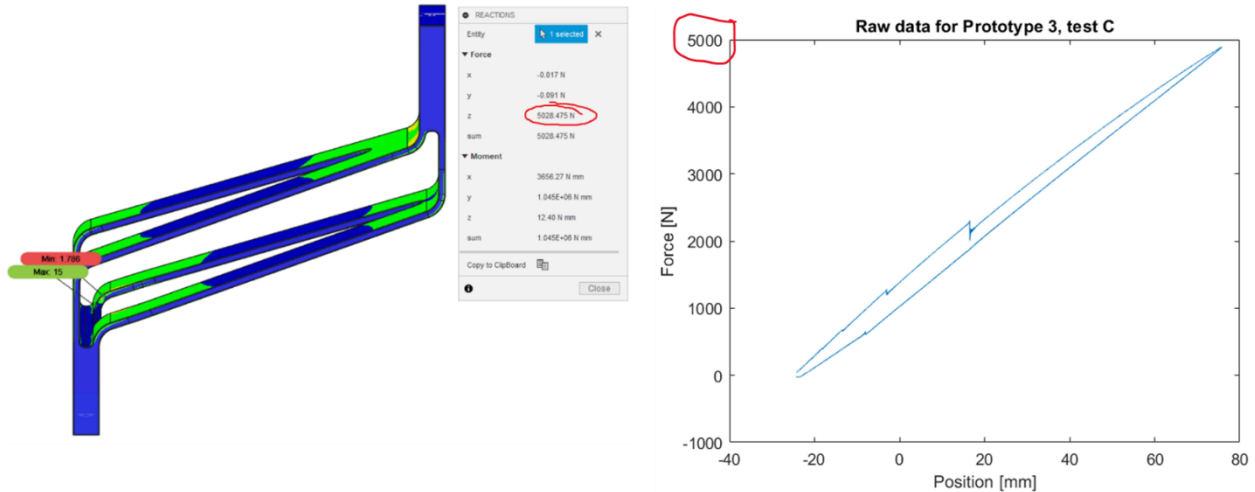 Min: 1.786
Max: 15
REACTIONS
Entity
1 selected
Force
x
-0.017 N
y
-0.091 N
z
5028.475 N
sum
5028.475 N
Moment
x
3656.27 N mm
y
1.045E+06 N mm
z
12.40 N mm
sum
1.045E+06 N mm
Copy to ClipBoard
Close
Raw data for Prototype 3, test C
5000
4000
3000
2000
1000
0
-1000
Force [N]
-40
-20
0
20
40
60
80
Position [mm]